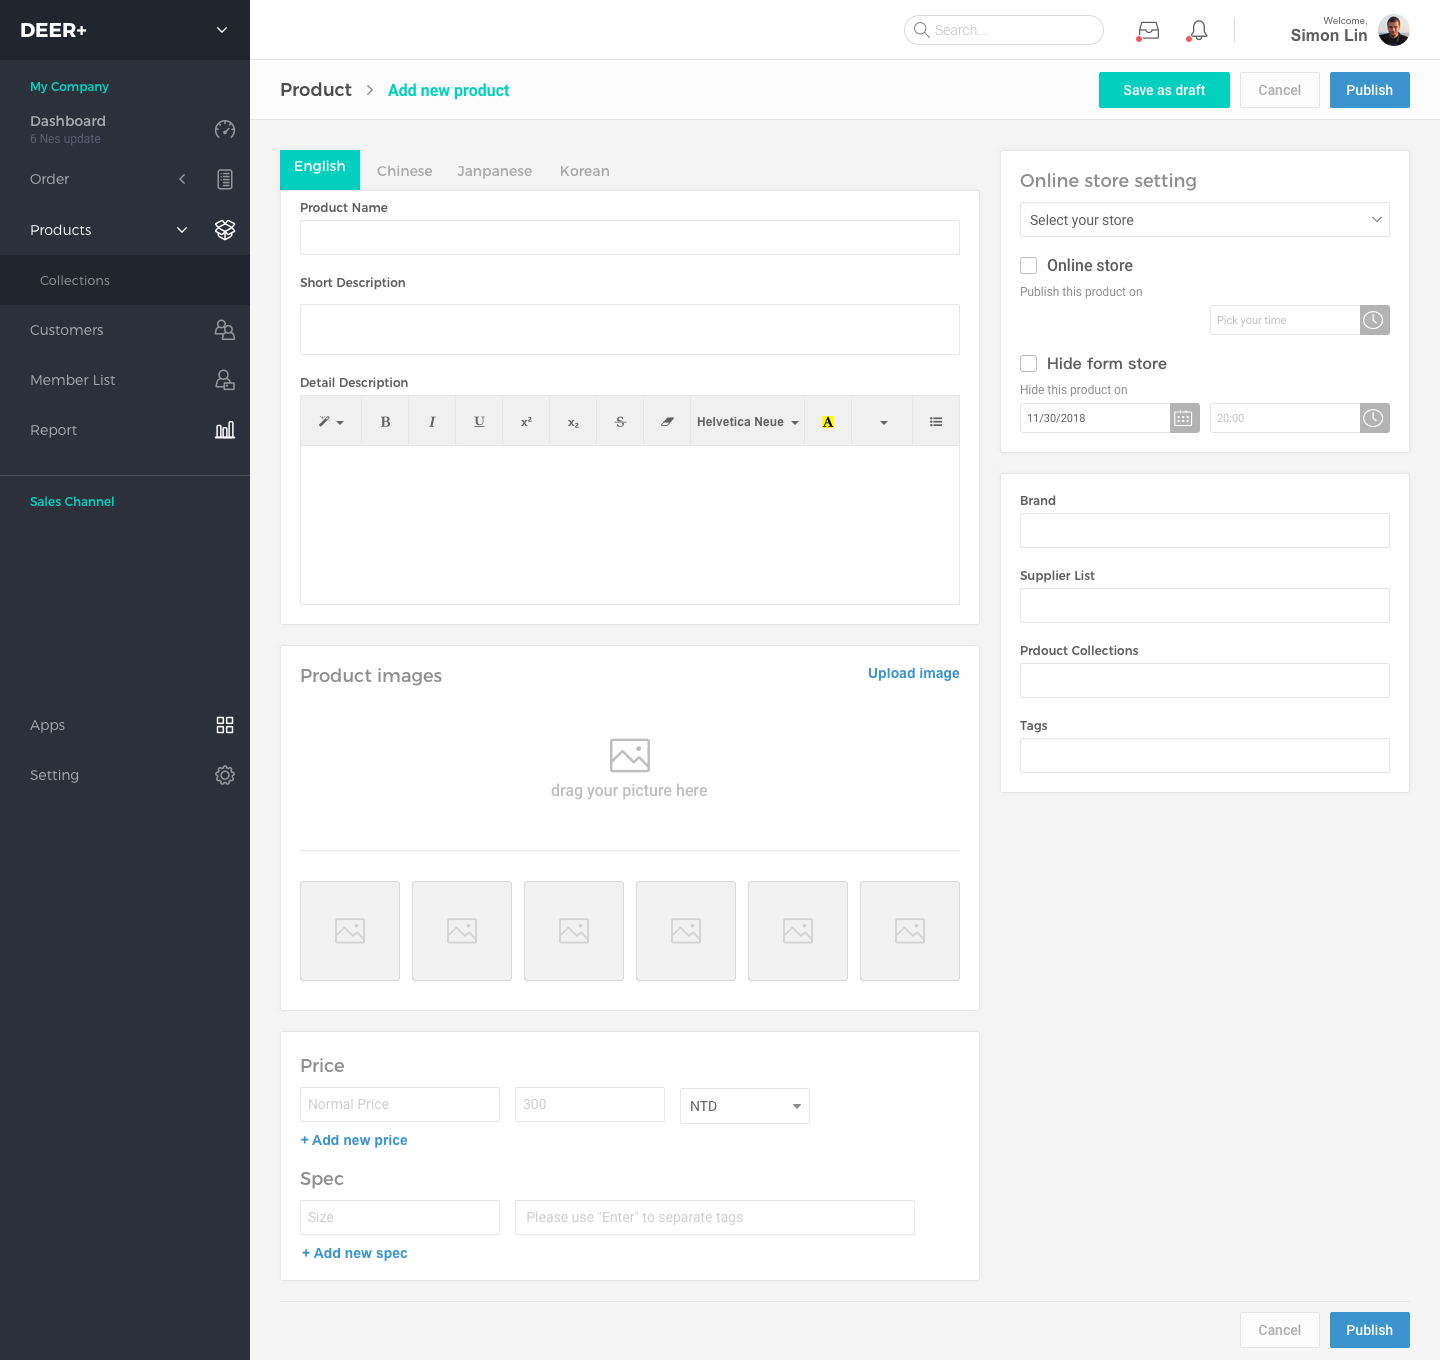 DEER+
Search...
Welcome,
Simon Lin
My Company
Dashboard
6 Nes update
Order
Products
Collections
Customers
Member List
Report
Sales Channel
Apps
Setting
Product > Add new product
Save as draft
Cancel
Publish
English
Chinese
Janpanese
Korean
Product Name
Short Description
Detail Description
B
I
U
x²
x₂
S
Helvetica Neue
A
Product images
Upload image
drag your picture here
Price
Normal Price
300
NTD
+ Add new price
Spec
Size
Please use "Enter" to separate tags
+ Add new spec
Online store setting
Select your store
Online store
Publish this product on
Pick your time
Hide form store
Hide this product on
11/30/2018
20:00
Brand
Supplier List
Prdouct Collections
Tags
Cancel
Publish